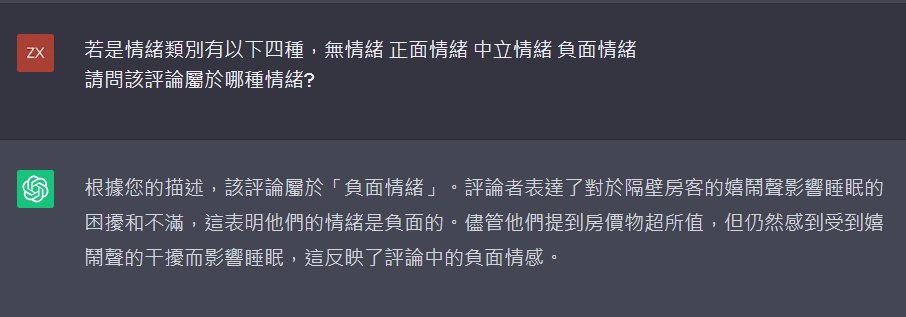 ZX
若是情緒類別有以下四種，無情緒 正面情緒 中立情緒 負面情緒
請問該評論屬於哪種情緒?
根據您的描述，該評論屬於「負面情緒」。評論者表達了對於隔壁房客的嬉鬧聲影響睡眠的
困擾和不滿，這表明他們的情緒是負面的。儘管他們提到房價物超所值，但仍然感到受到嬉
鬧聲的干擾而影響睡眠，這反映了評論中的負面情感。